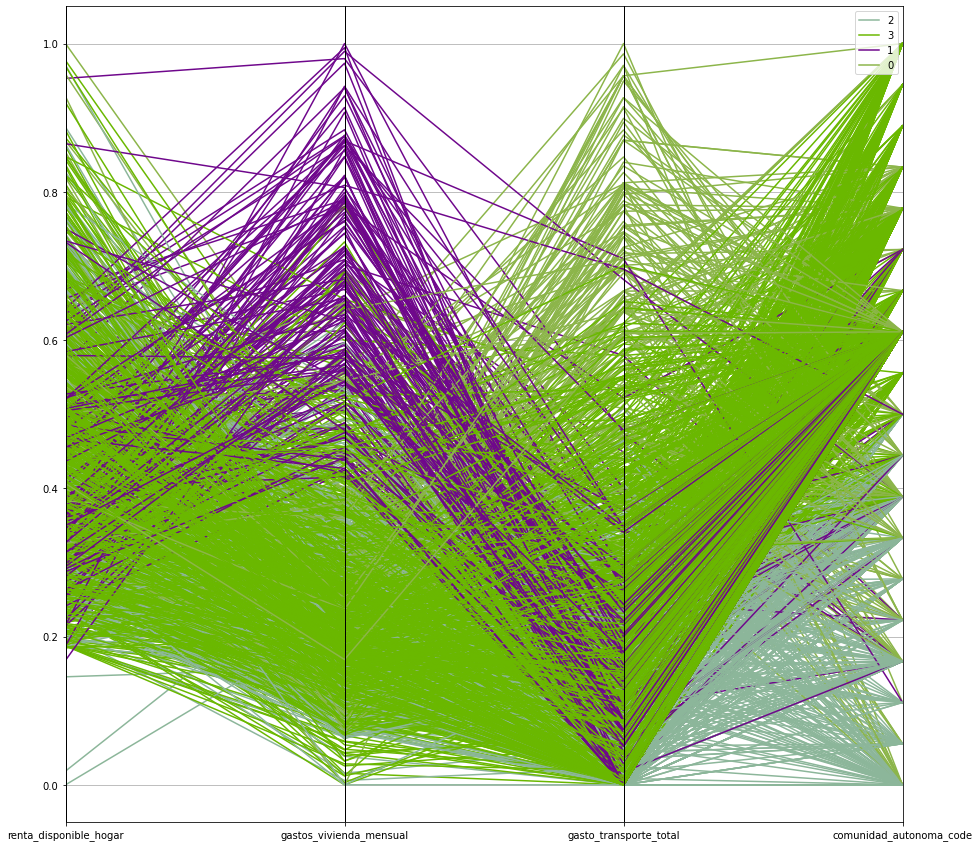 1.0
0.8
0.6
0.4
0.2
0.0
2
3
1
0
renta_disponible_hogar
gastos_vivienda_mensual
gasto_transporte_total
comunidad_autonoma_code